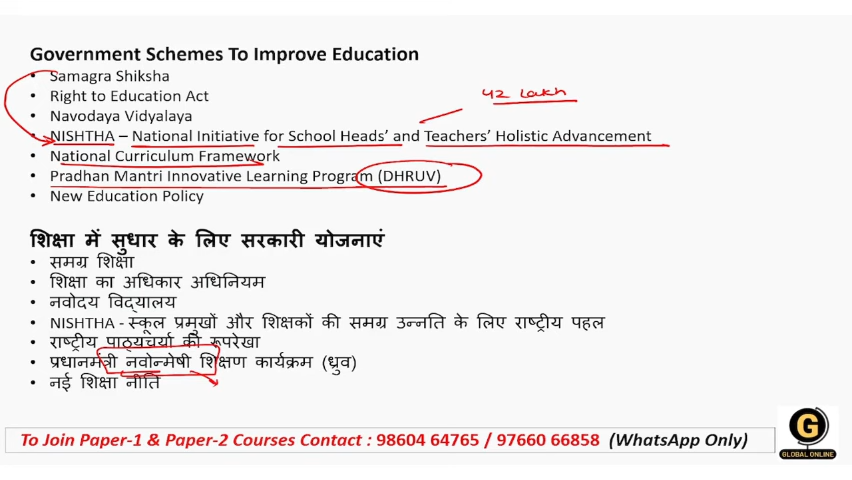 Government Schemes To Improve Education
• Samagra Shiksha
• Right to Education Act
42 Lakh
• Navodaya Vidyalaya
• NISHTHA – National Initiative for School Heads' and Teachers' Holistic Advancement
• National Curriculum Framework
• Pradhan Mantri Innovative Learning Program (DHRUV)
• New Education Policy
शिक्षा में सुधार के लिए सरकारी योजनाएं
• समग्र शिक्षा
• शिक्षा का अधिकार अधिनियम
• नवोदय विद्यालय
• NISHTHA - स्कूल प्रमुखों और शिक्षकों की समग्र उन्नति के लिए राष्ट्रीय पहल
• राष्ट्रीय पाठ्यचर्या की रूपरेखा
• प्रधानमंत्री नवोन्मेषी शिक्षण कार्यक्रम (ध्रुव)
• नई शिक्षा नीति
To Join Paper-1 & Paper-2 Courses Contact : 98604 64765 / 97660 66858 (WhatsApp Only)
G
GLOBAL ONLINE